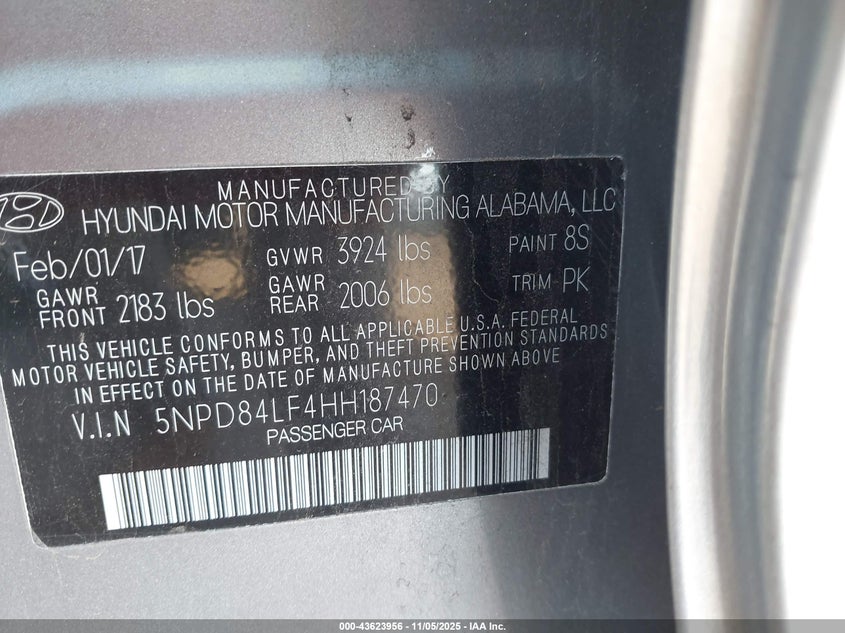 MANUFACTURED BY
HYUNDAI MOTOR MANUFACTURING ALABAMA, LLC
Feb/01/17 GVWR 3924 lbs PAINT 8S
GAWR FRONT 2183 lbs GAWR REAR 2006 lbs TRIM PK
THIS VEHICLE CONFORMS TO ALL APPLICABLE U.S.A. FEDERAL
MOTOR VEHICLE SAFETY, BUMPER, AND THEFT PREVENTION STANDARDS
IN EFFECT ON THE DATE OF MANUFACTURE SHOWN ABOVE
V.I.N 5NPD84LF4HH187470
PASSENGER CAR
000-43623956 - 11/05/2025 - IAA Inc.